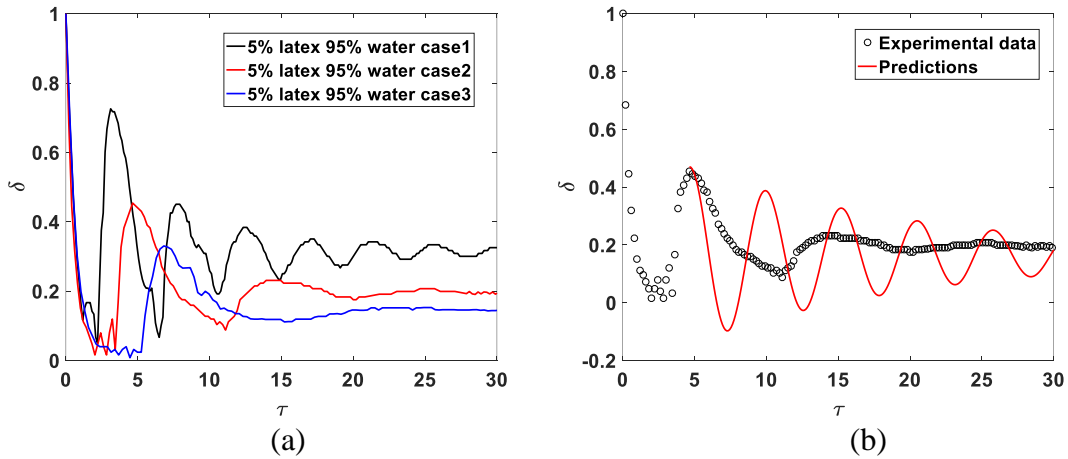 1
0.8
0.6
0.4
0.2
0
0 5 10 15 20 25 30
δ
τ
5% latex 95% water case1
5% latex 95% water case2
5% latex 95% water case3
(a)
1
0.8
0.6
0.4
0.2
0
-0.2
0 5 10 15 20 25 30
δ
τ
Experimental data
Predictions
(b)